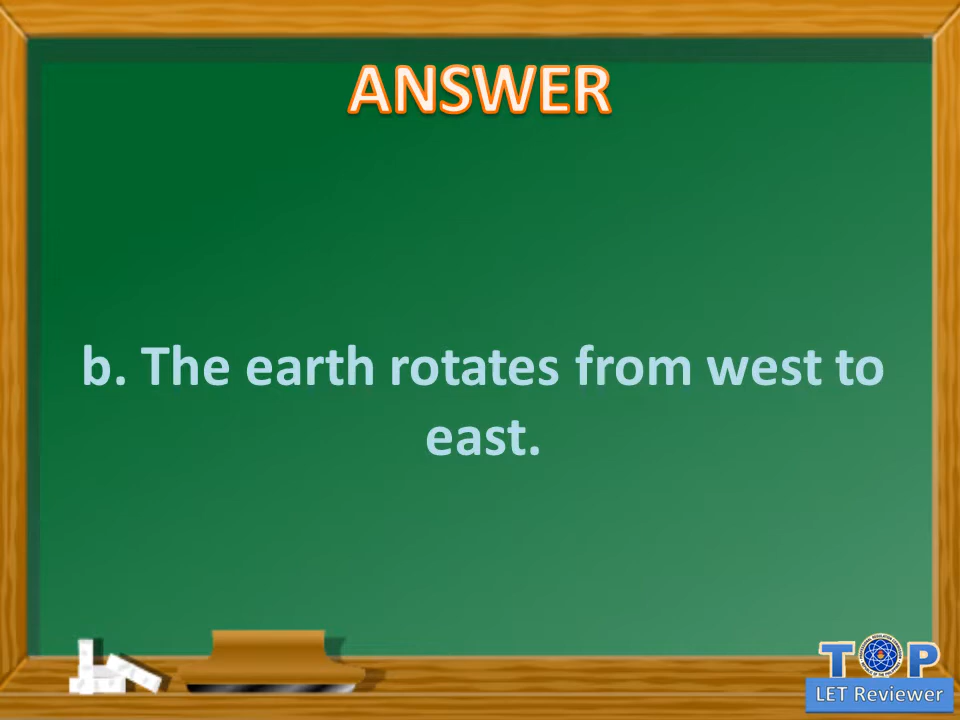 ANSWER
b. The earth rotates from west to
east.
TOP
LET Reviewer